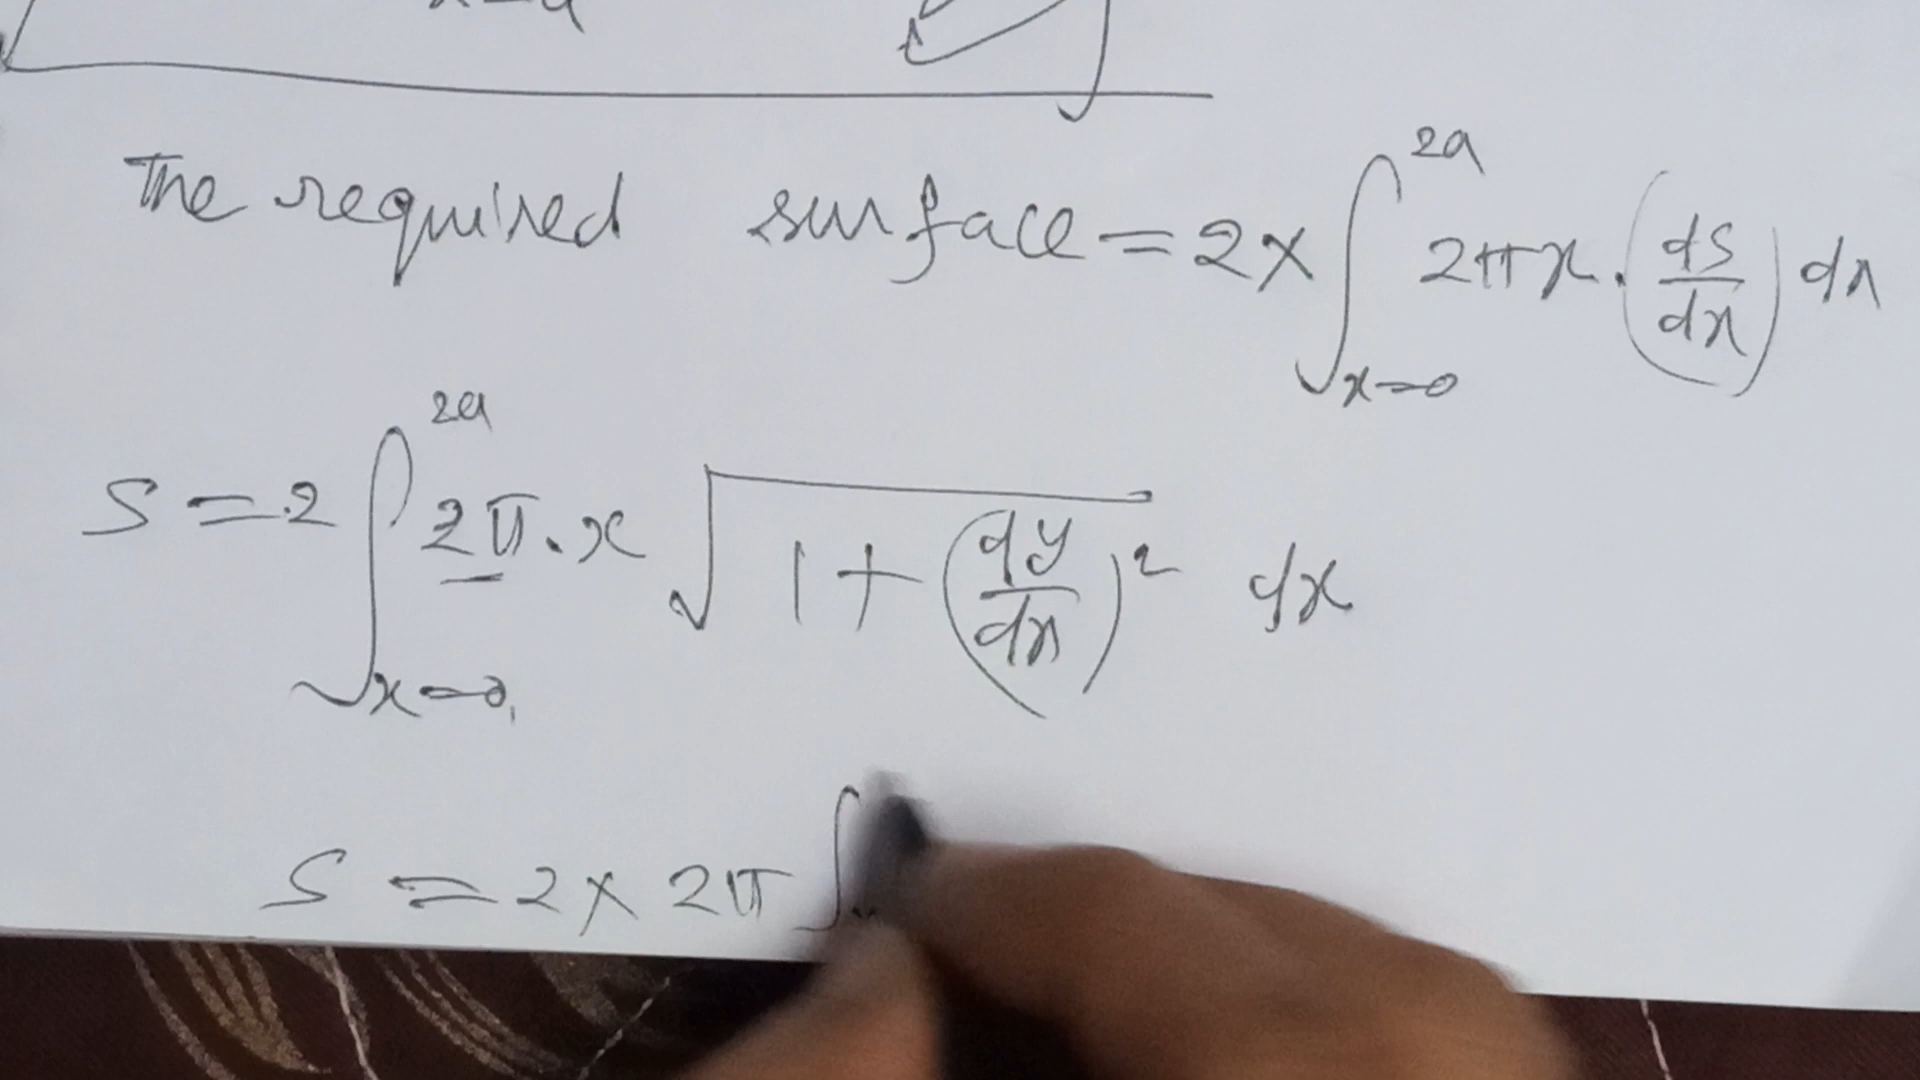 x=a
The required surface = 2 × ∫_{x=0}^{2a} 2πx · (ds/dx) dx
S = 2 ∫_{x=0}^{2a} 2π · x √(1 + (dy/dx)²) dx
S = 2 × 2π ∫